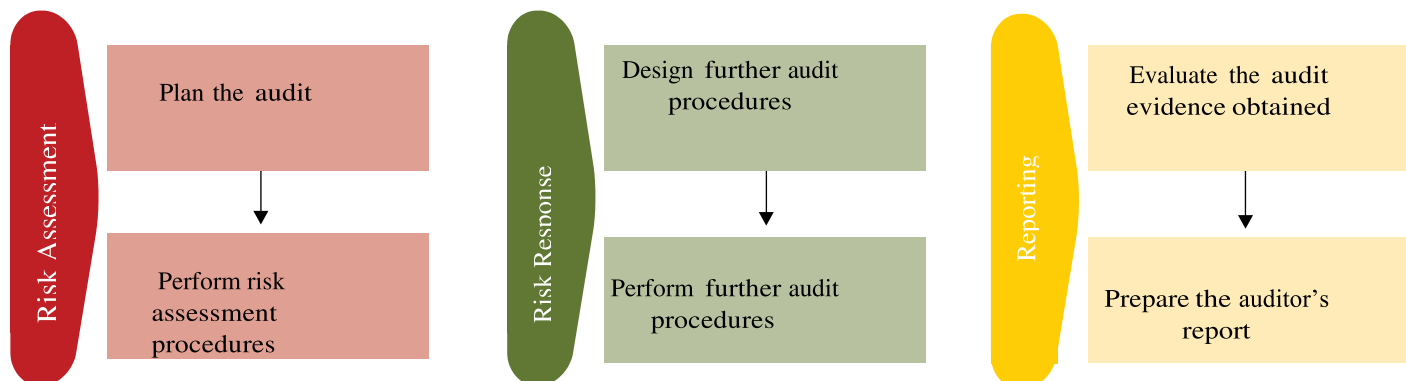 Risk Assessment
Plan the audit
Perform risk
assessment
procedures
Risk Response
Design further audit
procedures
Perform further audit
procedures
Reporting
Evaluate the audit
evidence obtained
Prepare the auditor’s
report